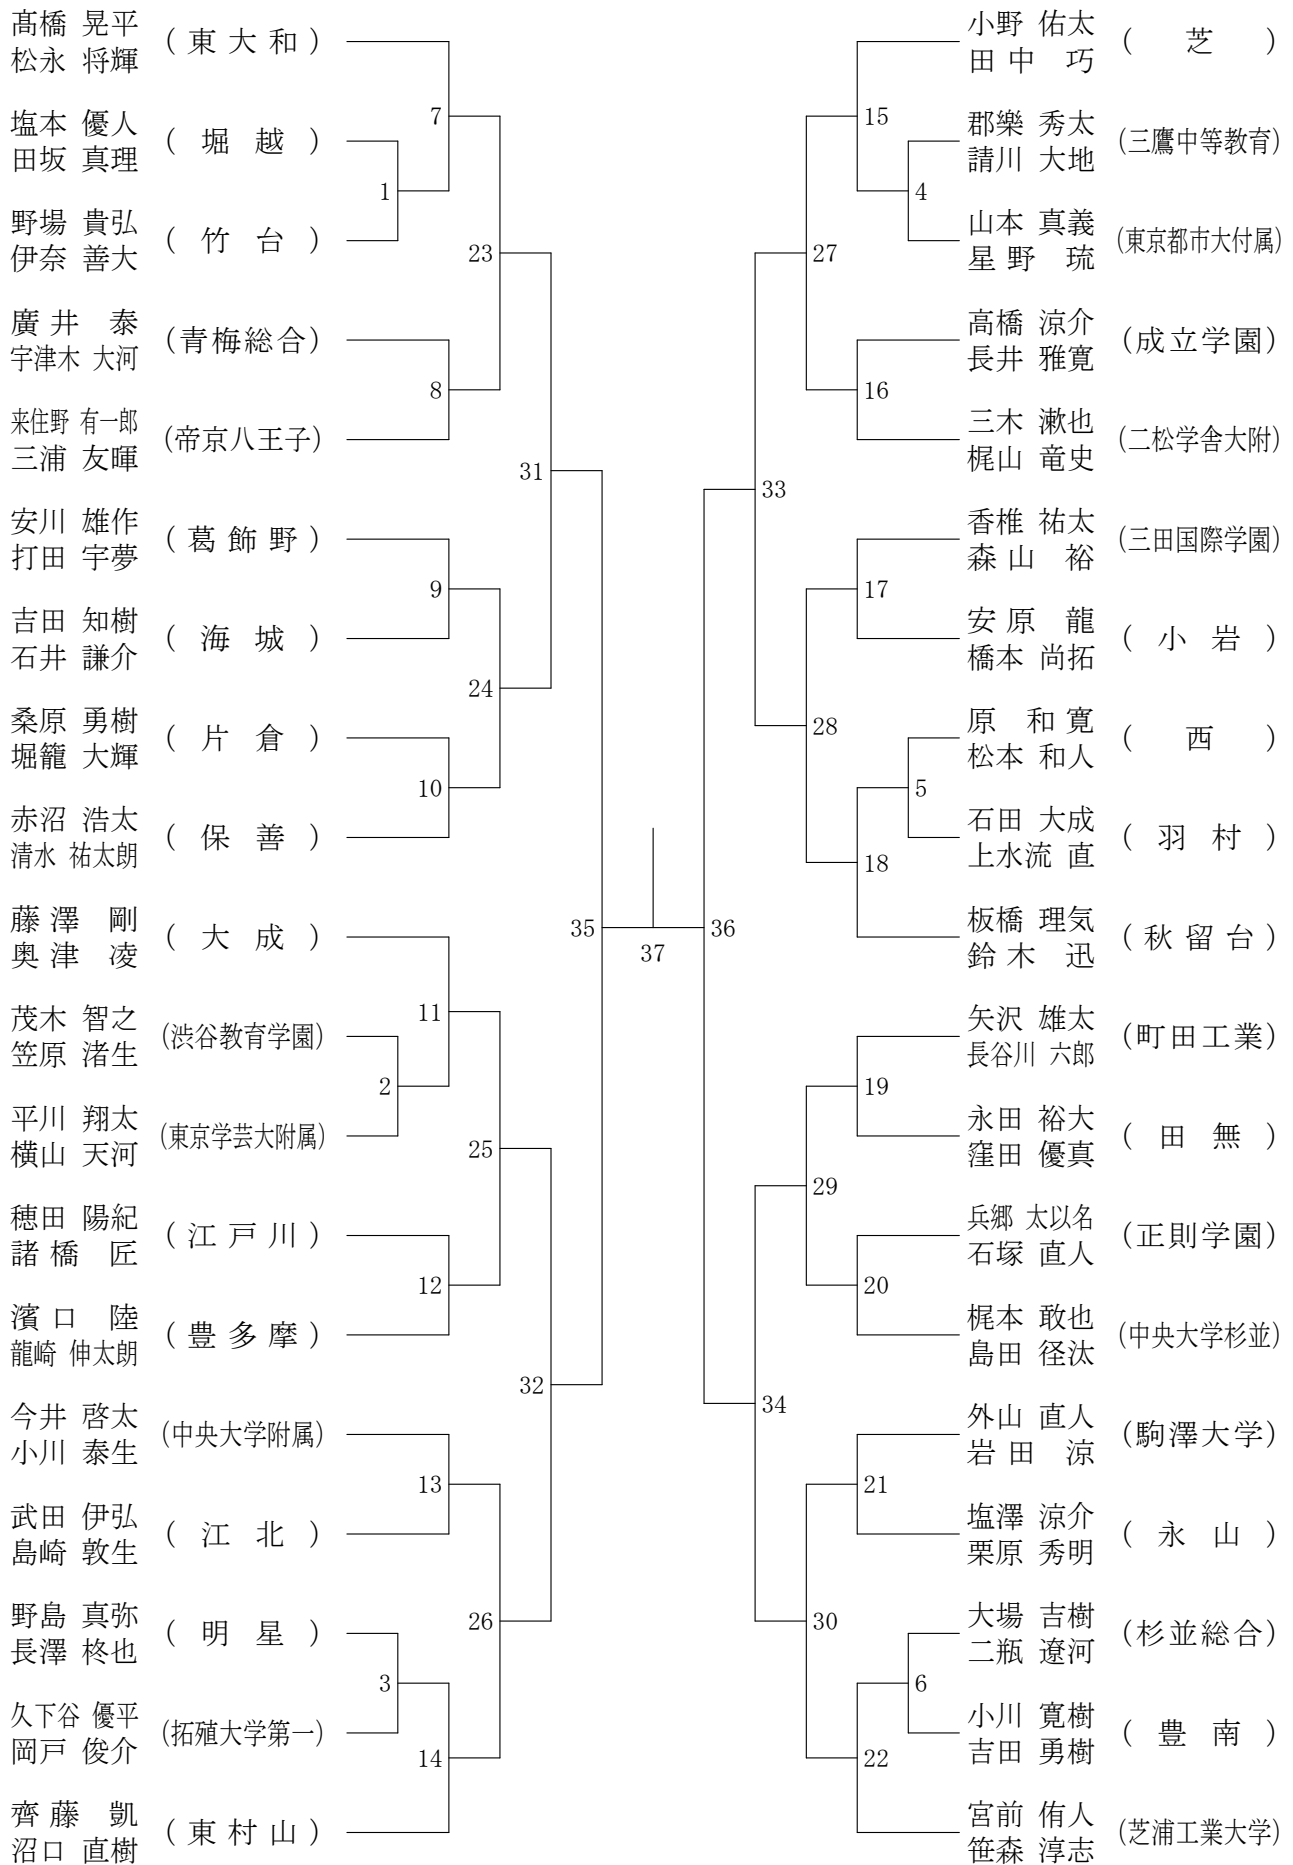 髙橋 晃平
松永 将輝
(東大和)
塩本 優人
田坂 真理
(堀越)
野場 貴弘
伊奈 善大
(竹台)
廣井 泰
宇津木 大河
(青梅総合)
来住野 有一郎
三浦 友暉
(帝京八王子)
安川 雄作
打田 宇夢
(葛飾野)
吉田 知樹
石井 謙介
(海城)
桑原 勇樹
堀籠 大輝
(片倉)
赤沼 浩太
清水 祐太朗
(保善)
藤澤 剛
奥津 凌
(大成)
茂木 智之
笠原 渚生
(渋谷教育学園)
平川 翔太
横山 天河
(東京学芸大附属)
穂田 陽紀
諸橋 匠
(江戸川)
濱口 陸
龍崎 伸太朗
(豊多摩)
今井 啓太
小川 泰生
(中央大学附属)
武田 伊弘
島崎 敦生
(江北)
野島 真弥
長澤 柊也
(明星)
久下谷 優平
岡戸 俊介
(拓殖大学第一)
齊藤 凱
沼口 直樹
(東村山)
1
2
3
7
8
9
10
11
12
13
14
23
24
25
26
31
32
35
37
36
33
34
27
28
29
30
15
16
17
18
19
20
21
22
4
5
6
小野 佑太
田中 巧
(芝)
郡樂 秀太
請川 大地
(三鷹中等教育)
山本 真義
星野 琉
(東京都市大付属)
高橋 涼介
長井 雅寛
(成立学園)
三木 漱也
梶山 竜史
(二松学舎大附)
香椎 祐太
森山 裕
(三田国際学園)
安原 龍
橋本 尚拓
(小岩)
原 和寛
松本 和人
(西)
石田 大成
上水流 直
(羽村)
板橋 理気
鈴木 迅
(秋留台)
矢沢 雄太
長谷川 六郎
(町田工業)
永田 裕大
窪田 優真
(田無)
兵郷 太以名
石塚 直人
(正則学園)
梶本 敢也
島田 径汰
(中央大学杉並)
外山 直人
岩田 涼
(駒澤大学)
塩澤 涼介
栗原 秀明
(永山)
大場 吉樹
二瓶 遼河
(杉並総合)
小川 寛樹
吉田 勇樹
(豊南)
宮前 侑人
笹森 淳志
(芝浦工業大学)